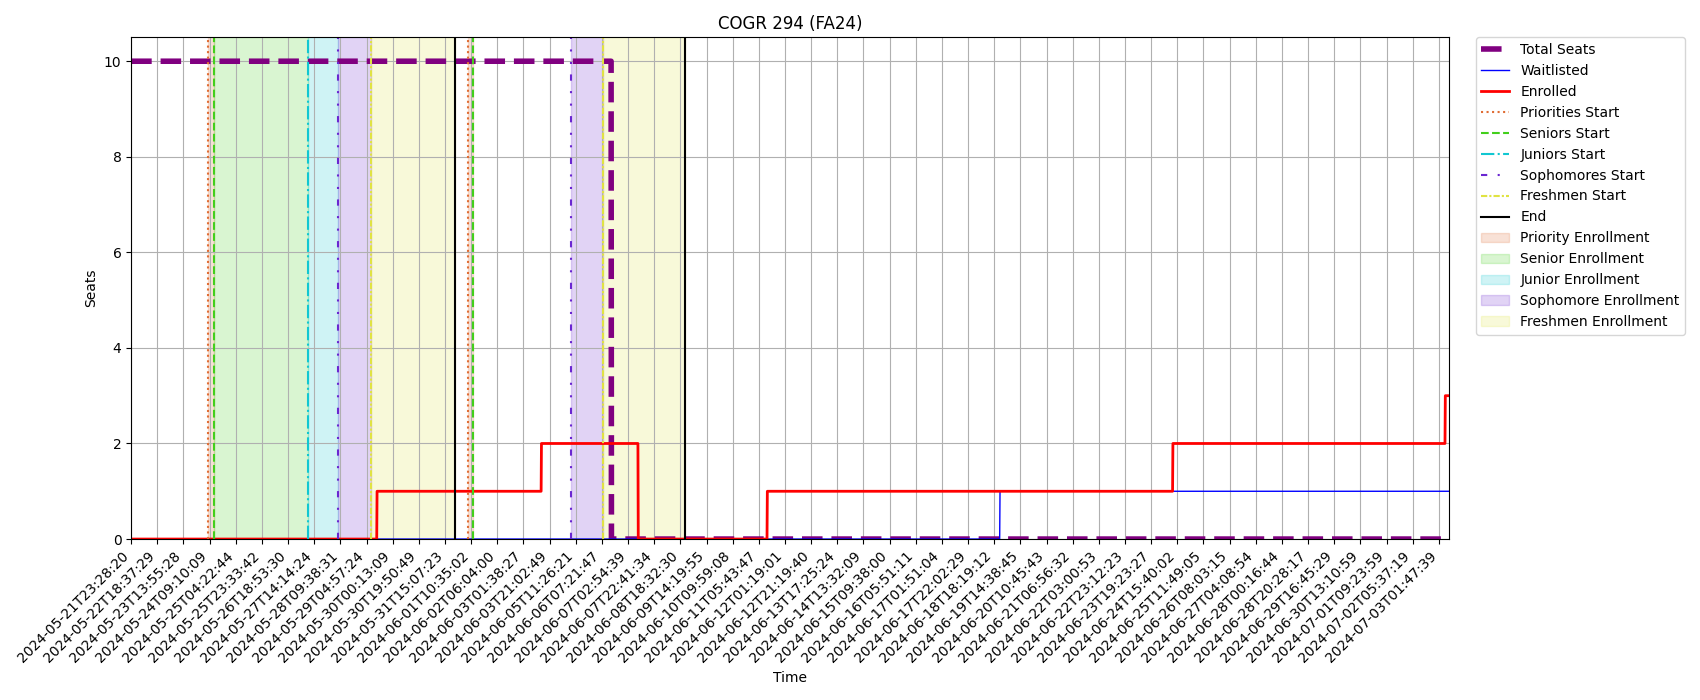 COGR 294 (FA24)
Seats
10
8
6
4
2
0
2024-05-21T23:28:20
2024-05-22T18:37:29
2024-05-23T13:55:28
2024-05-24T09:10:09
2024-05-25T04:22:44
2024-05-25T23:33:42
2024-05-26T18:53:30
2024-05-27T14:14:24
2024-05-28T09:38:31
2024-05-29T04:57:24
2024-05-30T00:13:09
2024-05-30T19:50:49
2024-05-31T15:07:23
2024-06-01T10:35:02
2024-06-02T06:04:00
2024-06-03T01:38:27
2024-06-03T21:02:49
2024-06-05T11:26:21
2024-06-06T07:21:47
2024-06-07T02:54:39
2024-06-07T22:41:34
2024-06-08T18:32:30
2024-06-09T14:19:55
2024-06-10T10:59:08
2024-06-11T05:43:47
2024-06-12T01:19:01
2024-06-12T21:19:40
2024-06-13T17:25:24
2024-06-14T13:32:09
2024-06-15T09:38:00
2024-06-16T05:51:11
2024-06-17T01:51:04
2024-06-17T22:02:29
2024-06-18T18:19:12
2024-06-19T14:38:45
2024-06-20T10:45:43
2024-06-21T06:56:32
2024-06-22T03:00:53
2024-06-22T23:12:23
2024-06-23T19:23:27
2024-06-24T15:40:02
2024-06-25T11:49:05
2024-06-26T08:03:15
2024-06-27T04:08:54
2024-06-28T00:16:44
2024-06-28T20:28:17
2024-06-29T16:45:29
2024-06-30T13:10:59
2024-07-01T09:23:59
2024-07-02T05:37:19
2024-07-03T01:47:39
Time
Total Seats
Waitlisted
Enrolled
Priorities Start
Seniors Start
Juniors Start
Sophomores Start
Freshmen Start
End
Priority Enrollment
Senior Enrollment
Junior Enrollment
Sophomore Enrollment
Freshmen Enrollment